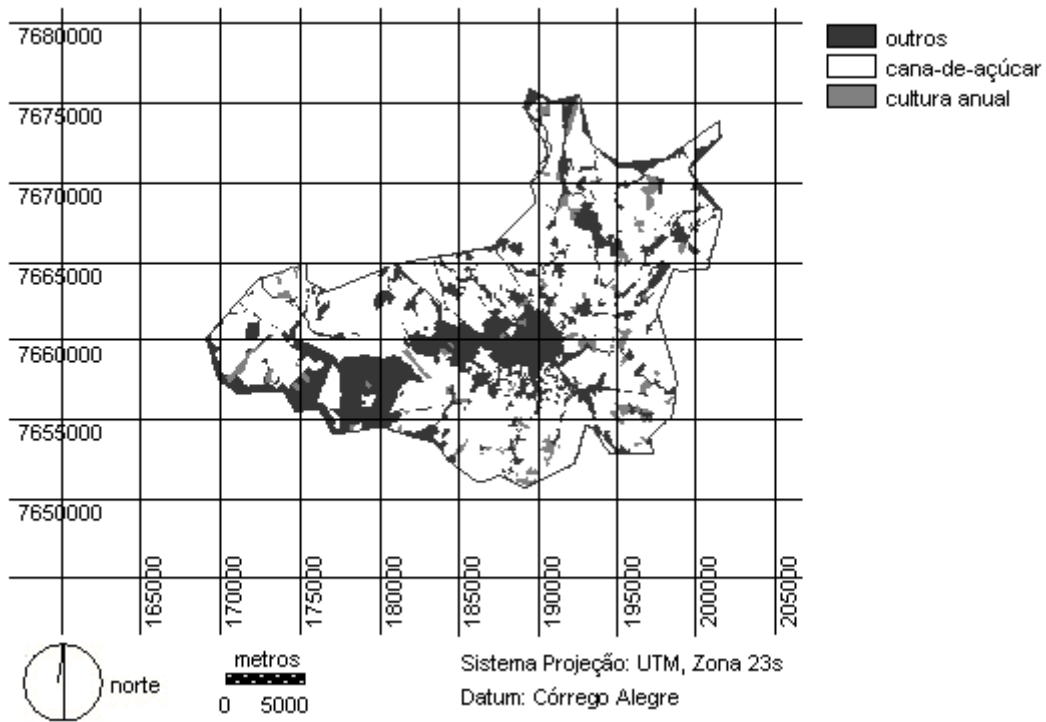 7680000
outros
cana-de-açúcar
7675000
cultura anual
7670000
7665000
7660000
7655000
7650000
165000
170000
175000
180000
185000
190000
195000
200000
205000
norte
metros
0 5000
Sistema Projeção: UTM, Zona 23s
Datum: Córrego Alegre